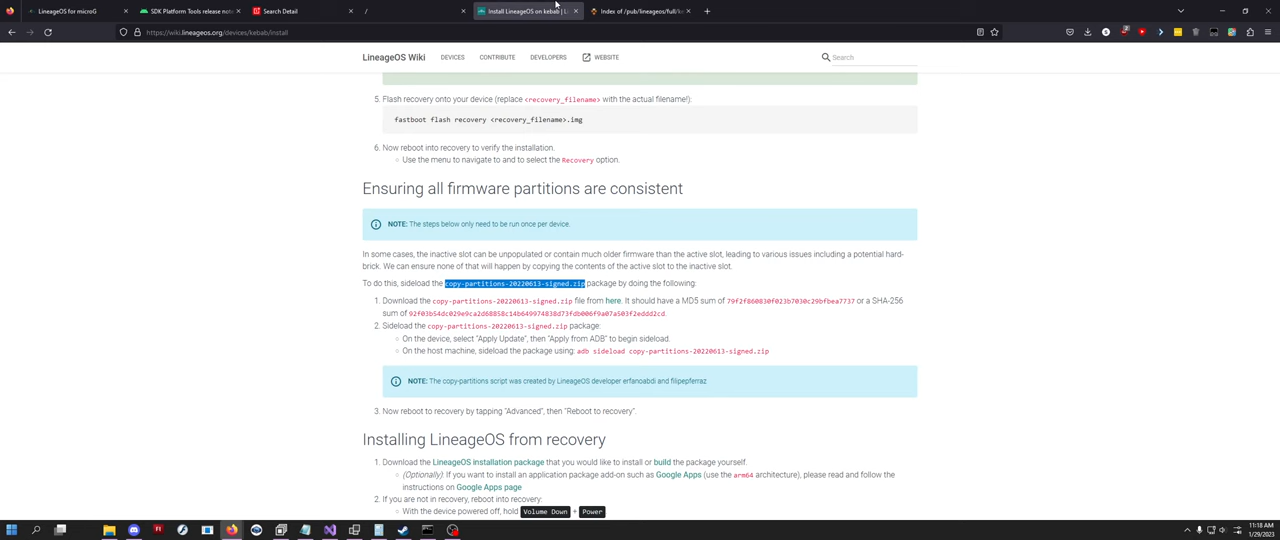 LineageOS for microG
SDK Platform Tools release note
Search Detail
/
Install LineageOS on kebab | Li
Index of /pub/lineageos/full/ke
https://wiki.lineageos.org/devices/kebab/install
LineageOS Wiki
DEVICES
CONTRIBUTE
DEVELOPERS
WEBSITE
Search
5. Flash recovery onto your device (replace <recovery_filename> with the actual filename!):
fastboot flash recovery <recovery_filename>.img
6. Now reboot into recovery to verify the installation.
Use the menu to navigate to and to select the Recovery option.
Ensuring all firmware partitions are consistent
NOTE: The steps below only need to be run once per device.
In some cases, the inactive slot can be unpopulated or contain much older firmware than the active slot, leading to various issues including a potential hard-
brick. We can ensure none of that will happen by copying the contents of the active slot to the inactive slot.
To do this, sideload the copy-partitions-20220613-signed.zip package by doing the following:
1. Download the copy-partitions-20220613-signed.zip file from here. It should have a MD5 sum of 79f2f860830f023b7030c29bfbea7737 or a SHA-256
sum of 92f03b54dc029e9ca2d68858c14b649974838d73fdb006f9a07a503f2eddd2cd.
2. Sideload the copy-partitions-20220613-signed.zip package:
On the device, select "Apply Update", then "Apply from ADB" to begin sideload.
On the host machine, sideload the package using: adb sideload copy-partitions-20220613-signed.zip
NOTE: The copy-partitions script was created by LineageOS developer erfanoabdi and filipepferraz
3. Now reboot to recovery by tapping "Advanced", then "Reboot to recovery".
Installing LineageOS from recovery
1. Download the LineageOS installation package that you would like to install or build the package yourself.
(Optionally): If you want to install an application package add-on such as Google Apps (use the arm64 architecture), please read and follow the
instructions on Google Apps page
2. If you are not in recovery, reboot into recovery:
With the device powered off, hold Volume Down + Power
11:18 AM
1/29/2023